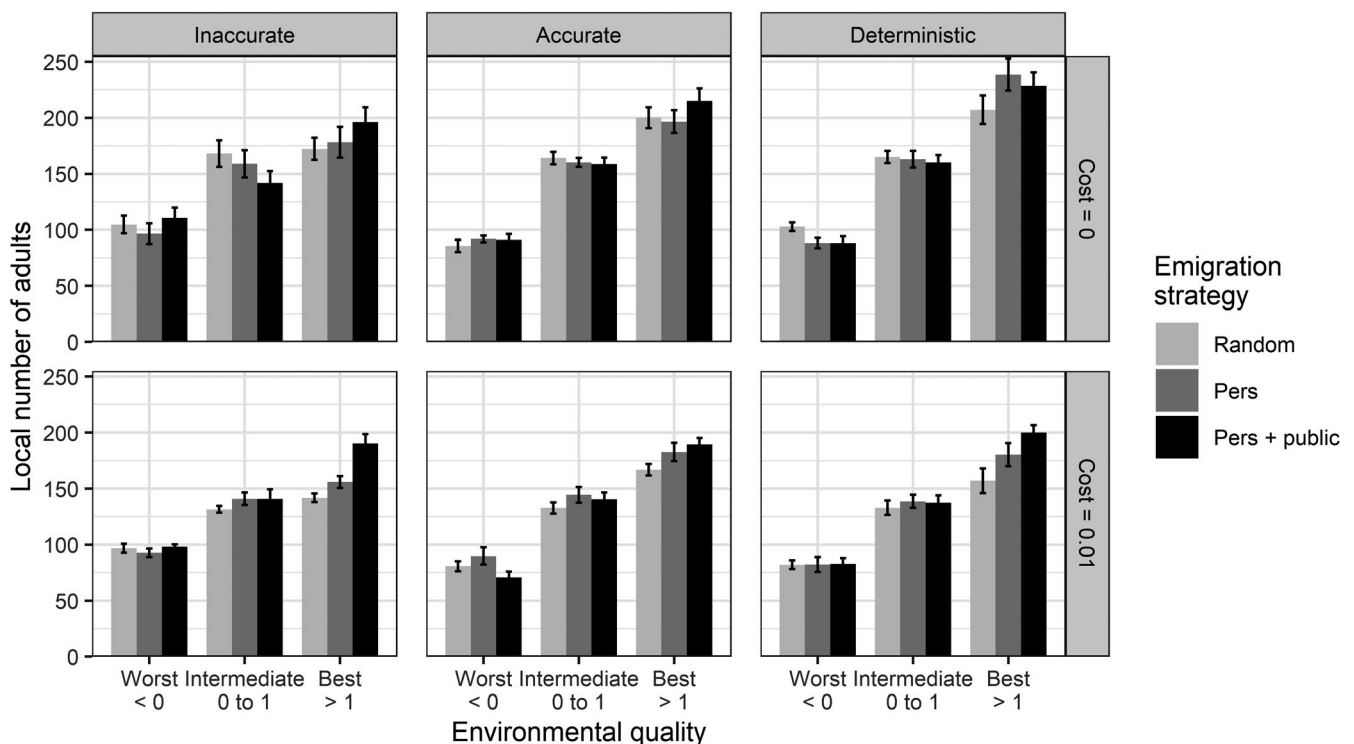 Inaccurate Accurate Deterministic
250
200
150
100
50
0
Cost = 0
250
200
150
100
50
0
Cost = 0.01
Local number of adults
Worst Intermediate Best Worst Intermediate Best Worst Intermediate Best
< 0 0 to 1 > 1 < 0 0 to 1 > 1 < 0 0 to 1 > 1
Environmental quality
Emigration
strategy
Random
Pers
Pers + public